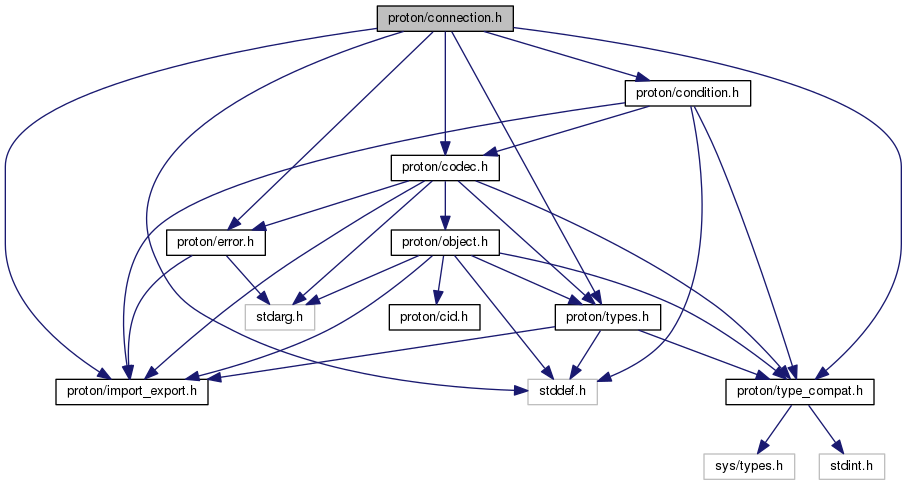 proton/connection.h
proton/condition.h
proton/codec.h
proton/error.h
proton/object.h
stdarg.h
proton/cid.h
proton/types.h
proton/import_export.h
stddef.h
proton/type_compat.h
sys/types.h
stdint.h